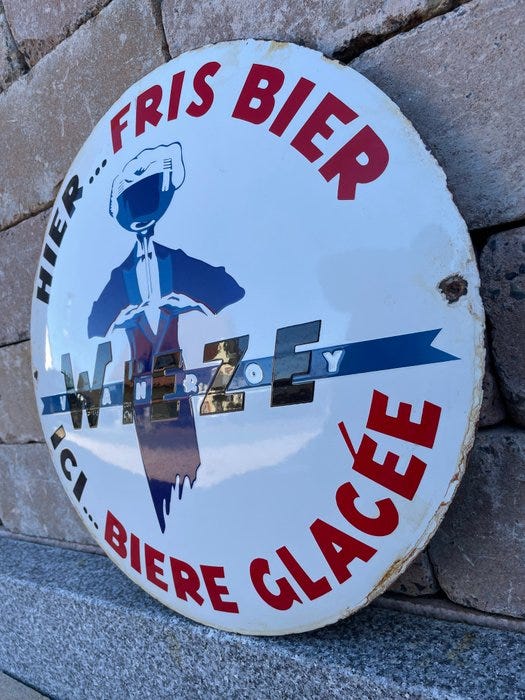 HIER... FRIS BIER
WIEZE
VAN ROY
ICI... BIERE GLACÉE